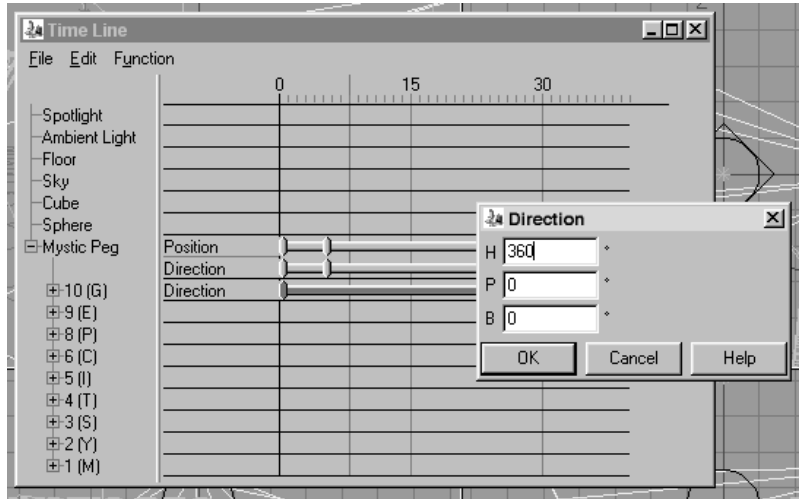 Time Line
File Edit Function
0 15 30
Spotlight
Ambient Light
Floor
Sky
Cube
Sphere
Mystic Peg Position
Direction
10 (G) Direction
9 (E)
8 (P)
6 (C)
5 (I)
4 (T)
3 (S)
2 (Y)
1 (M)
Direction
H 360 °
P 0 °
B 0 °
OK Cancel Help